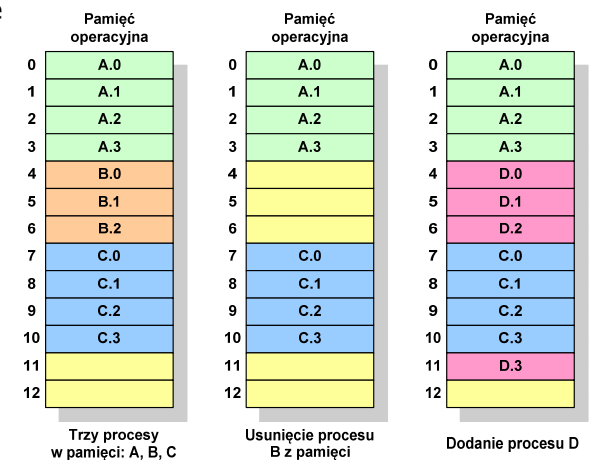 e
Pamięć
operacyjna
0 A.0
1 A.1
2 A.2
3 A.3
4 B.0
5 B.1
6 B.2
7 C.0
8 C.1
9 C.2
10 C.3
11
12
Trzy procesy
w pamięci: A, B, C
Pamięć
operacyjna
0 A.0
1 A.1
2 A.2
3 A.3
4
5
6
7 C.0
8 C.1
9 C.2
10 C.3
11
12
Usunięcie procesu
B z pamięci
Pamięć
operacyjna
0 A.0
1 A.1
2 A.2
3 A.3
4 D.0
5 D.1
6 D.2
7 C.0
8 C.1
9 C.2
10 C.3
11 D.3
12
Dodanie procesu D